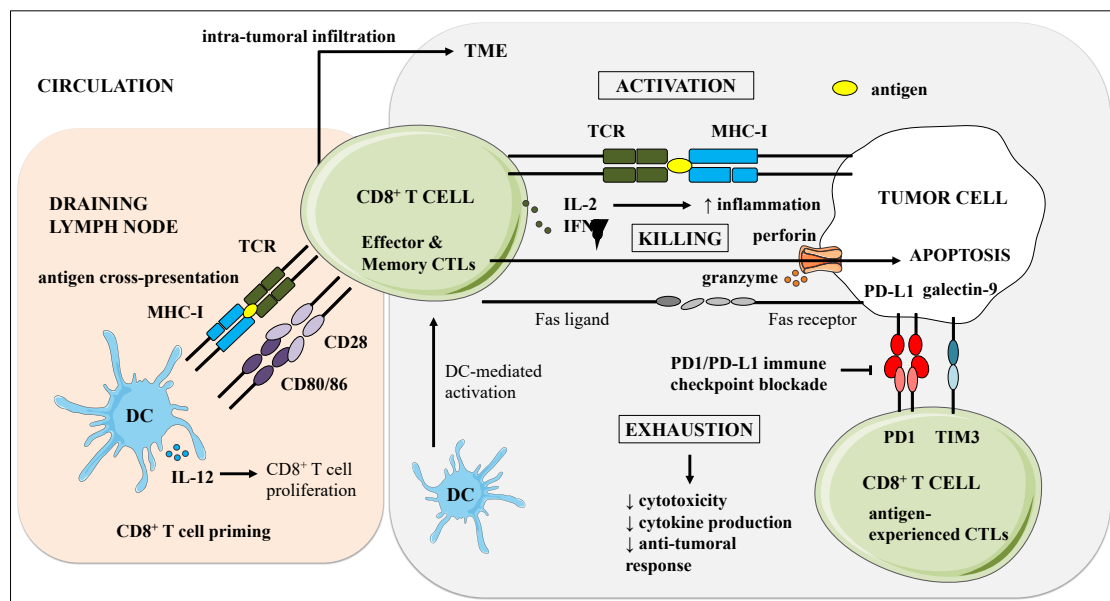 intra-tumoral infiltration
TME
CIRCULATION
ACTIVATION
antigen
TCR
MHC-I
CD8⁺ T CELL
Effector &
Memory CTLs
IL-2
IFN
↑ inflammation
KILLING
perforin
granzyme
TUMOR CELL
APOPTOSIS
PD-L1
galectin-9
DRAINING
LYMPH NODE
TCR
antigen cross-presentation
MHC-I
CD28
CD80/86
DC
IL-12
CD8⁺ T cell
proliferation
CD8⁺ T cell priming
Fas ligand
Fas receptor
DC-mediated
activation
DC
PD1/PD-L1 immune
checkpoint blockade
EXHAUSTION
↓ cytotoxicity
↓ cytokine production
↓ anti-tumoral
response
PD1
TIM3
CD8⁺ T CELL
antigen-
experienced CTLs